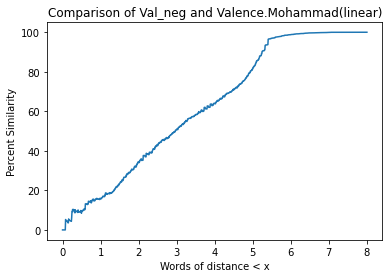 Comparison of Val_neg and Valence.Mohammad(linear)
100
80
60
40
20
0
Percent Similarity
0 1 2 3 4 5 6 7 8
Words of distance < x